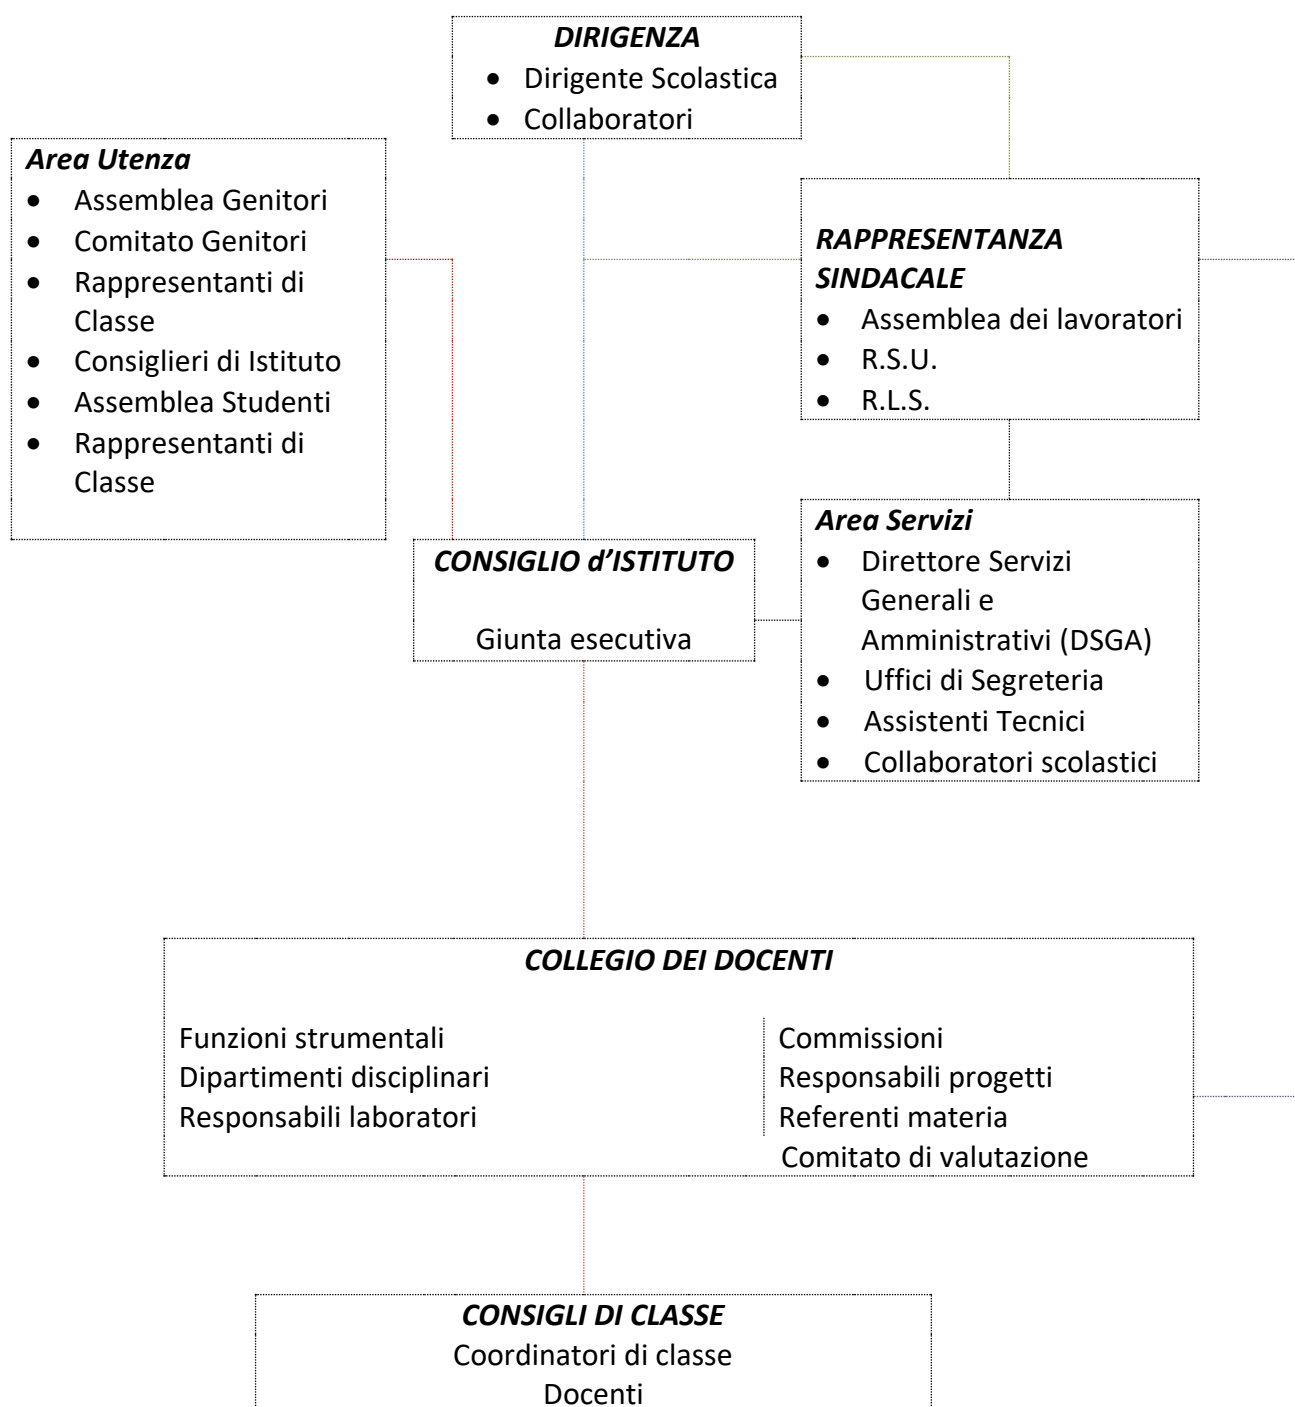 DIRIGENZA
• Dirigente Scolastica
• Collaboratori
Area Utenza
• Assemblea Genitori
• Comitato Genitori
• Rappresentanti di
Classe
• Consiglieri di Istituto
• Assemblea Studenti
• Rappresentanti di
Classe
RAPPRESENTANZA
SINDACALE
• Assemblea dei lavoratori
• R.S.U.
• R.L.S.
CONSIGLIO d’ISTITUTO
Giunta esecutiva
Area Servizi
• Direttore Servizi
Generali e
Amministrativi (DSGA)
• Uffici di Segreteria
• Assistenti Tecnici
• Collaboratori scolastici
COLLEGIO DEI DOCENTI
Funzioni strumentali
Dipartimenti disciplinari
Responsabili laboratori
Commissioni
Responsabili progetti
Referenti materia
Comitato di valutazione
CONSIGLI DI CLASSE
Coordinatori di classe
Docenti